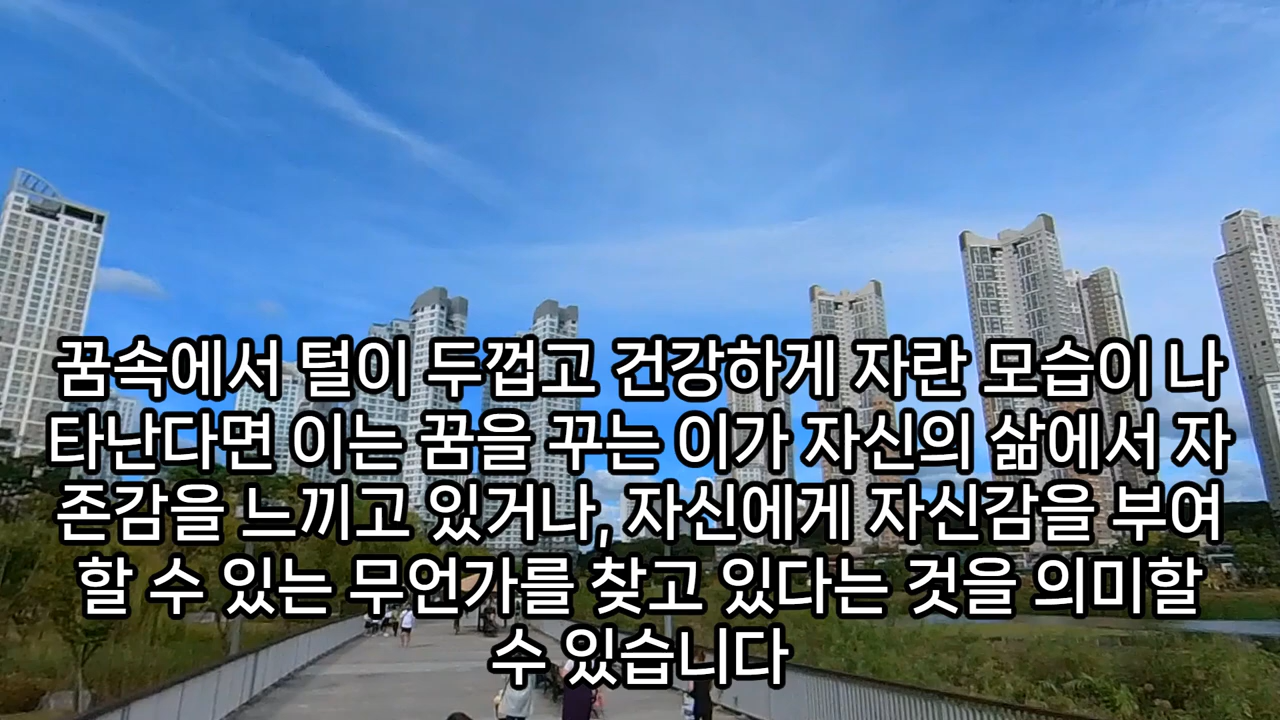 꿈속에서 털이 두껍고 건강하게 자란 모습이 나
타난다면 이는 꿈을 꾸는 이가 자신의 삶에서 자
존감을 느끼고 있거나, 자신에게 자신감을 부여
할 수 있는 무언가를 찾고 있다는 것을 의미할
수 있습니다